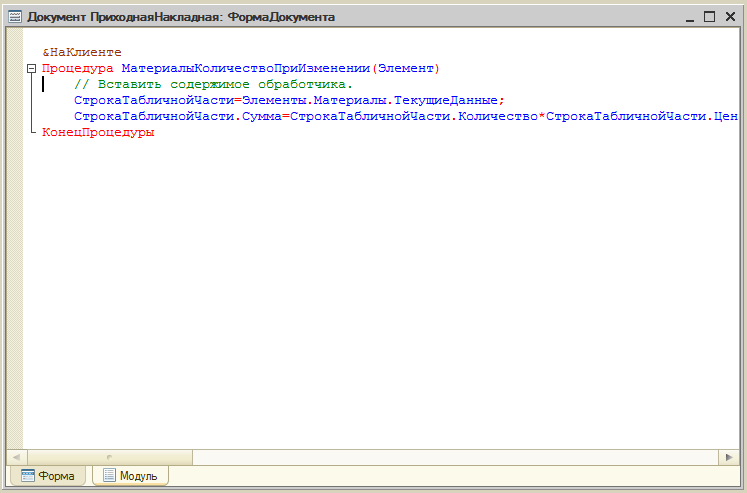 Документ ПриходнаяНакладная: ФормаДокумента
&НаКлиенте
Процедура МатериалыКоличествоПриИзменении(Элемент)
// Вставить содержимое обработчика.
СтрокаТабличнойЧасти=Элементы.Материалы.ТекущиеДанные;
СтрокаТабличнойЧасти.Сумма=СтрокаТабличнойЧасти.Количество*СтрокаТабличнойЧасти.Цен
КонецПроцедуры
Форма Модуль